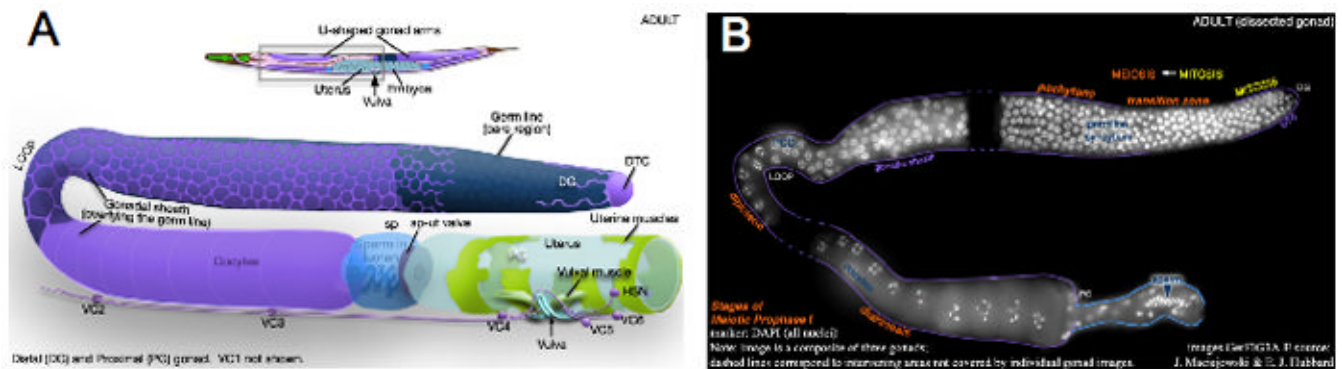 A
ADULT
U-shaped gonad arms
Uterus
Embryos
Vulva
Germ line
(bare region)
LOOP
DTC
DG
Gonadal sheath
(overlying the germ line)
sp
sp-ut valve
Uterine muscles
Oocytes
Uterus
Vulval muscle
HSN
VC2
VC3
VC4
VC5
VC6
Vulva
Distal (DG) and Proximal (PG) gonad. VC1 not shown.
B
ADULT (dissected gonad)
MEIOSIS
MITOSIS
pachytene
transition zone
DG
LOOP
diplotene
diakinesis
PG
Stages of
Meiotic Prophase I
marker: DAPI (all nuclei)
Note: image is a composite of three gonads;
dashed lines correspond to intervening areas not covered by individual gonad images.
J. Maciejowski & E. J. Hubbard